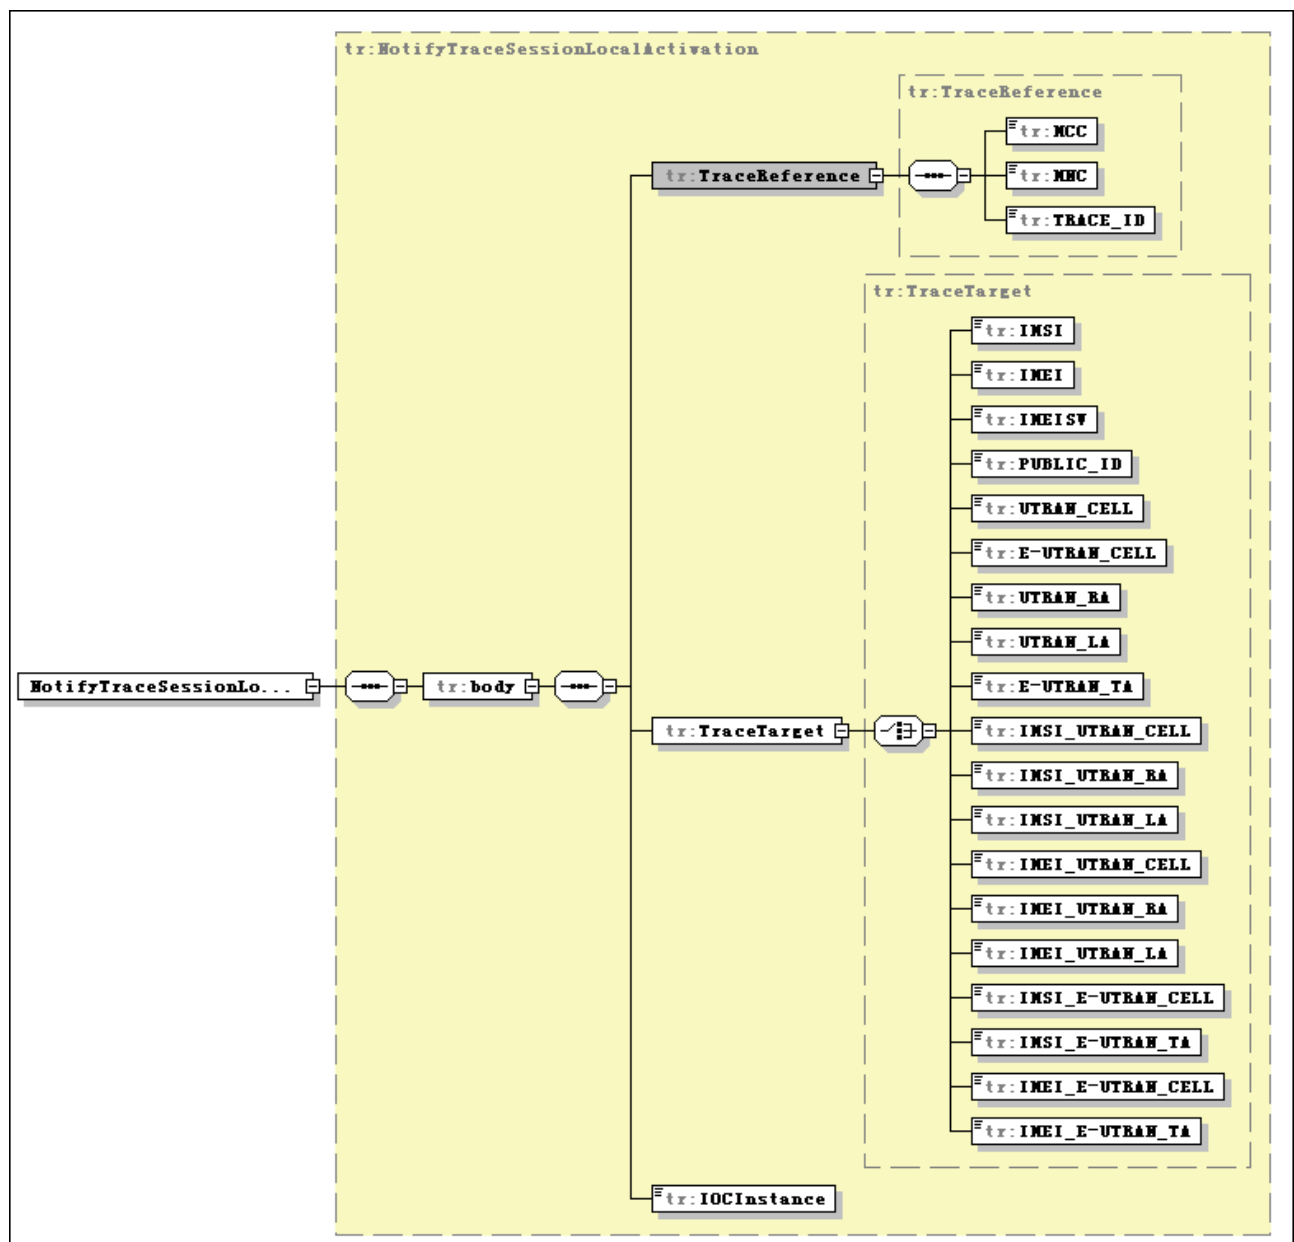 tr:NotifyTraceSessionLocalActivation
tr:TraceReference
tr:MCC
tr:TraceReference
tr:MNC
tr:TRACE_ID
tr:TraceTarget
tr:IMSI
tr:IMEI
tr:IMEISV
tr:PUBLIC_ID
tr:UTRAN_CELL
tr:E-UTRAN_CELL
tr:UTRAN_RA
tr:UTRAN_LA
NotifyTraceSessionLo...
tr:body
tr:E-UTRAN_TA
tr:TraceTarget
tr:IMSI_UTRAN_CELL
tr:IMSI_UTRAN_RA
tr:IMSI_UTRAN_LA
tr:IMEI_UTRAN_CELL
tr:IMEI_UTRAN_RA
tr:IMEI_UTRAN_LA
tr:IMSI_E-UTRAN_CELL
tr:IMSI_E-UTRAN_TA
tr:IMEI_E-UTRAN_CELL
tr:IMEI_E-UTRAN_TA
tr:IOCInstance